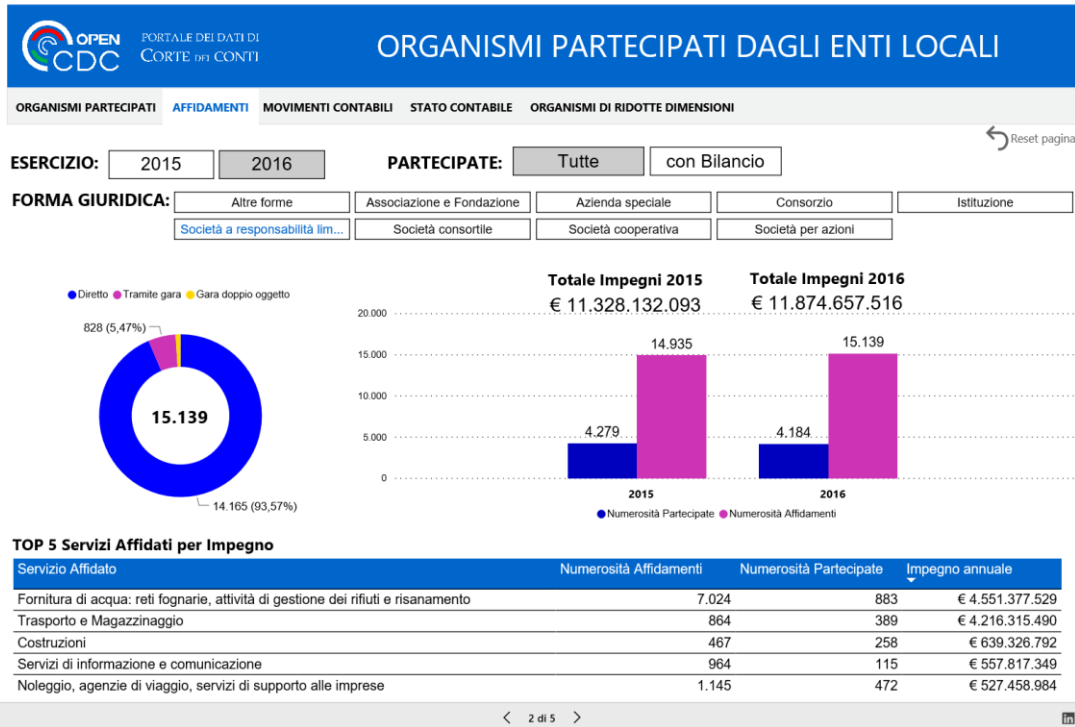 OPEN
CDC
PORTALE DEI DATI DI
CORTE DEI CONTI
ORGANISMI PARTECIPATI DAGLI ENTI LOCALI
ORGANISMI PARTECIPATI AFFIDAMENTI MOVIMENTI CONTABILI STATO CONTABILE ORGANISMI DI RIDOTTE DIMENSIONI
Reset pagina
ESERCIZIO: 2015 2016 PARTECIPATE: Tutte con Bilancio
FORMA GIURIDICA: Altre forme Associazione e Fondazione Azienda speciale Consorzio Istituzione
Società a responsabilità lim... Società consortile Società cooperativa Società per azioni
Diretto Tramite gara Gara doppio oggetto
828 (5,47%)
15.139
14.165 (93,57%)
Totale Impegni 2015 Totale Impegni 2016
€ 11.328.132.093 € 11.874.657.516
20.000
15.000
10.000
5.000
0
14.935 15.139
4.279 4.184
2015 2016
Numerosità Partecipate Numerosità Affidamenti
TOP 5 Servizi Affidati per Impegno
Servizio Affidato Numerosità Affidamenti Numerosità Partecipate Impegno annuale
Fornitura di acqua: reti fognarie, attività di gestione dei rifiuti e risanamento 7.024 883 € 4.551.377.529
Trasporto e Magazzinaggio 864 389 € 4.216.315.490
Costruzioni 467 258 € 639.326.792
Servizi di informazione e comunicazione 964 115 € 557.817.349
Noleggio, agenzie di viaggio, servizi di supporto alle imprese 1.145 472 € 527.458.984
2 di 5
in